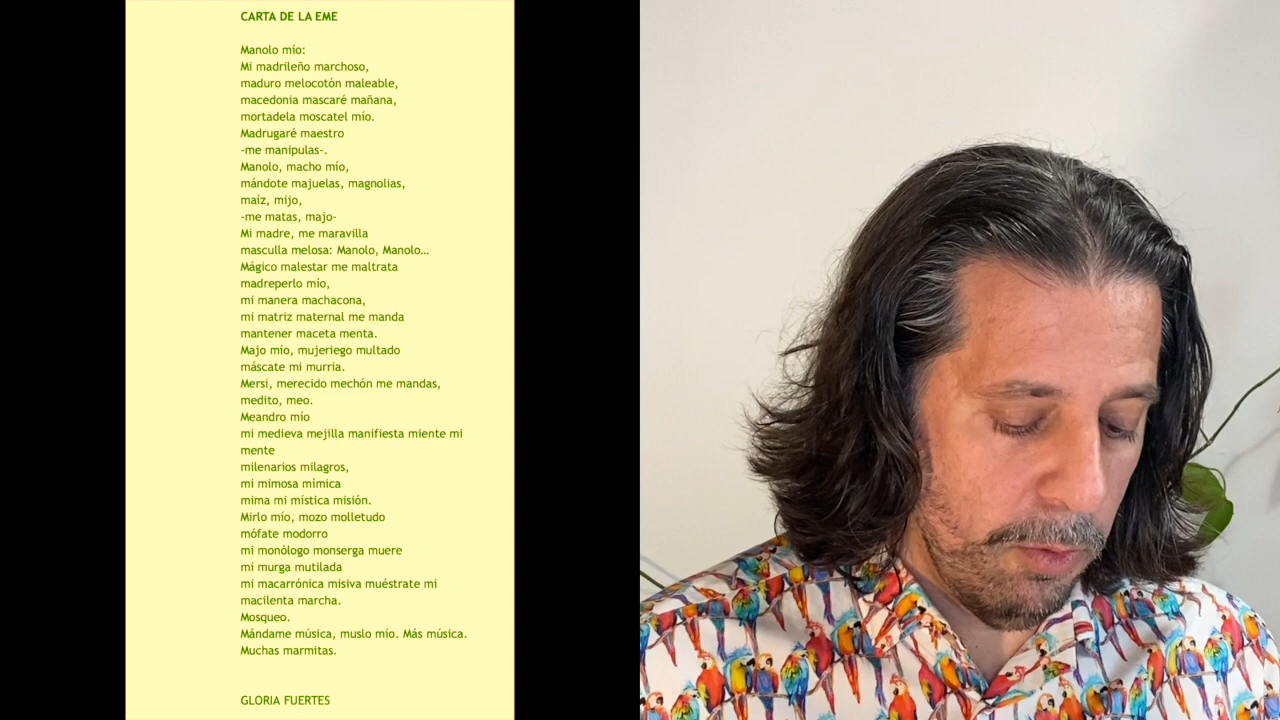 CARTA DE LA EME
Manolo mío:
Mi madrileño marchoso,
maduro melocotón maleable,
macedonia mascaré mañana,
mortadela moscatel mío.
Madrugaré maestro
-me manipulas-.
Manolo, macho mío,
mándote majuelas, magnolias,
maíz, mijo,
-me matas, majo-
Mi madre, me maravilla
masculla melosa: Manolo, Manolo…
Mágico malestar me maltrata
madreperlo mío,
mi manera machacona,
mi matriz maternal me manda
mantener maceta menta.
Majo mío, mujeriego multado
máscate mi murria.
Mersi, merecido mechón me mandas,
medito, meo.
Meandro mío
mi medieva mejilla manifiesta miente mi
mente
milenarios milagros,
mi mimosa mímica
mima mi mística misión.
Mirlo mío, mozo molletudo
mófate modorro
mi monólogo monserga muere
mi murga mutilada
mi macarrónica misiva muéstrate mi
macilenta marcha.
Mosqueo.
Mándame música, muslo mío. Más música.
Muchas marmitas.
GLORIA FUERTES